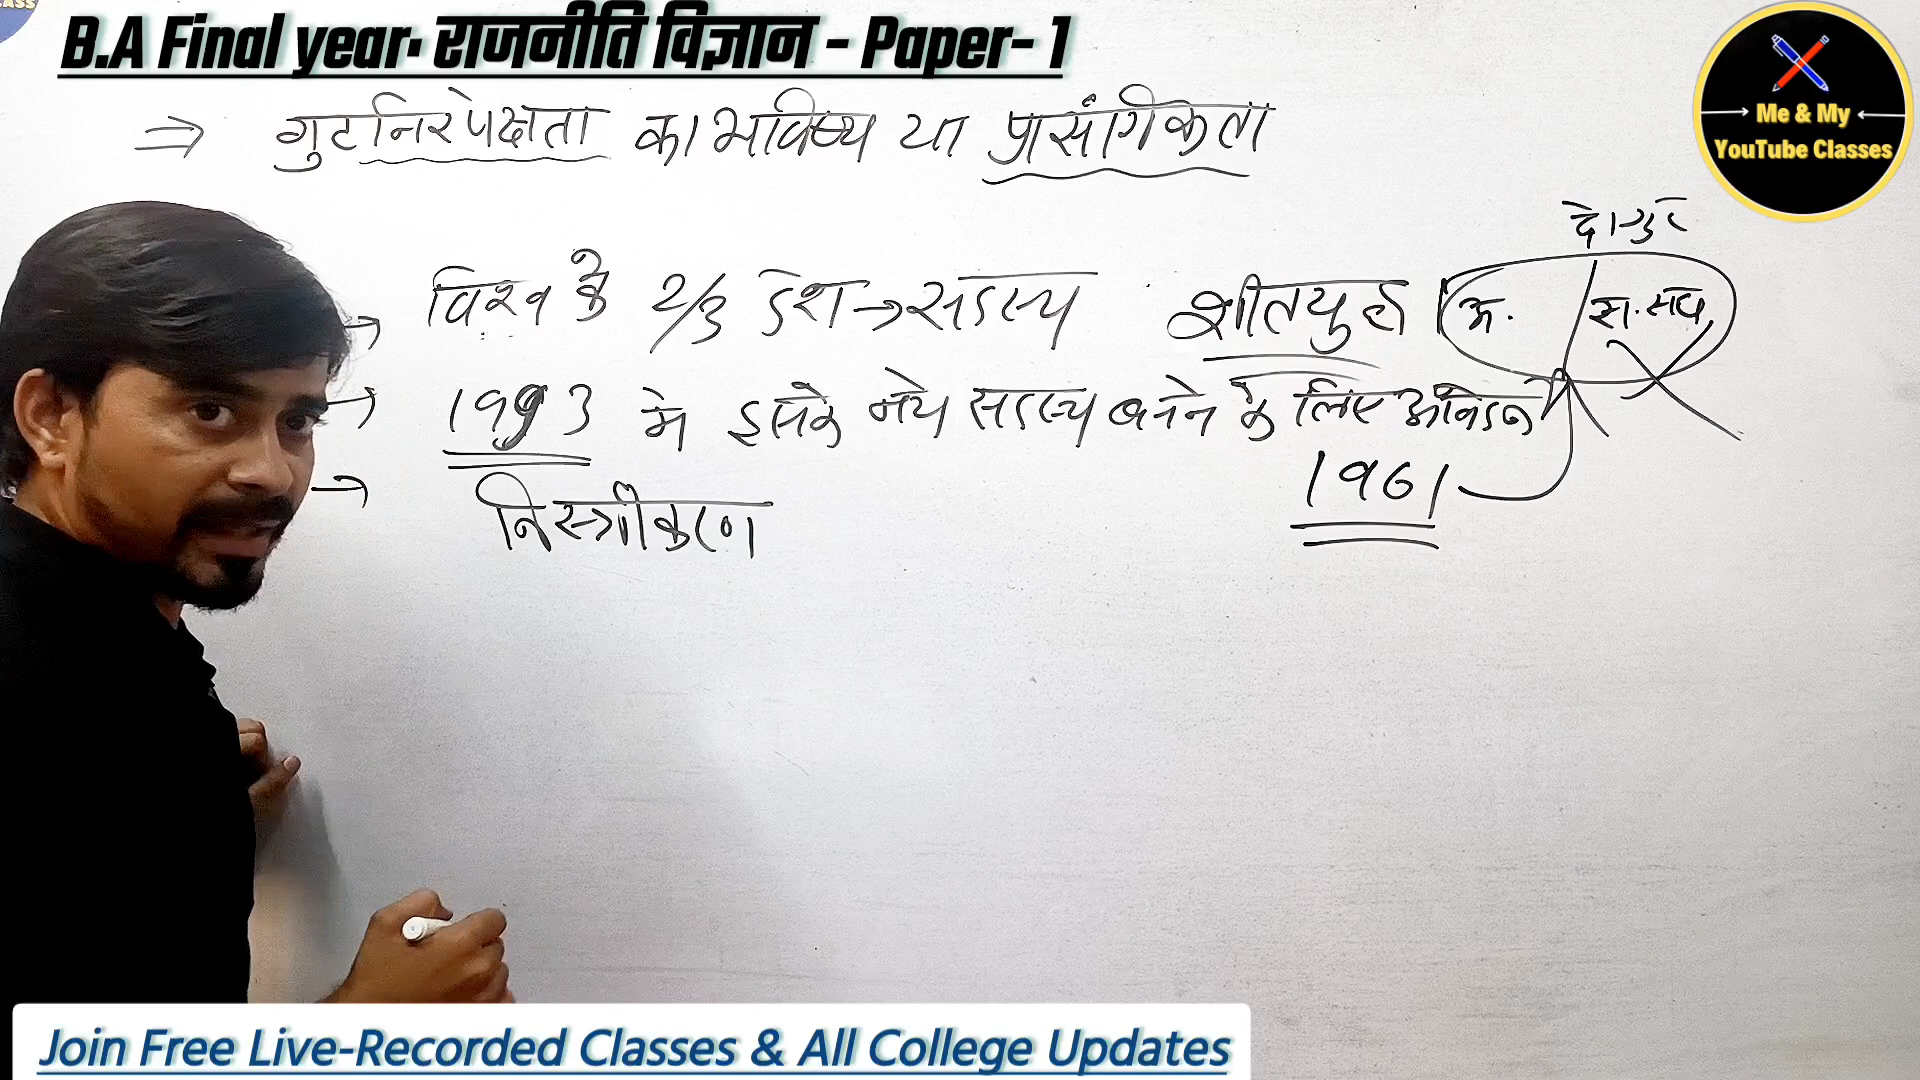 B.A Final year. राजनीति विज्ञान - Paper- 1
⇒ गुटनिरपेक्षता का भविष्य या प्रासंगिकता
Me & My
YouTube Classes
दो गुट
→ विश्व के 2/3 देश → सदस्य
शीतयुद्ध
अ. स. संघ
→ 1993 मे इसके नये सदस्य बनने के लिए आवेदन
1961
→ निस्त्रीकरण
Join Free Live-Recorded Classes & All College Updates